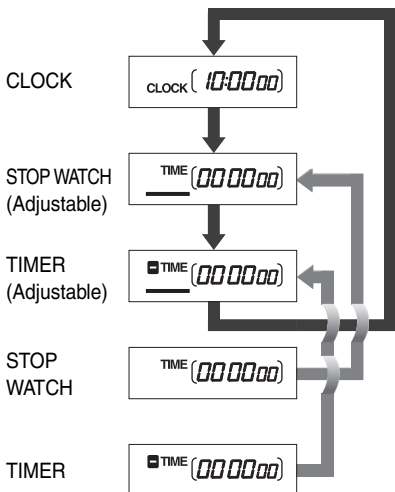 CLOCK
CLOCK 10:00 00
STOP WATCH
(Adjustable)
TIME 00 00 00
TIMER
(Adjustable)
TIME 00 00 00
STOP
WATCH
TIME 00 00 00
TIMER
TIME 00 00 00